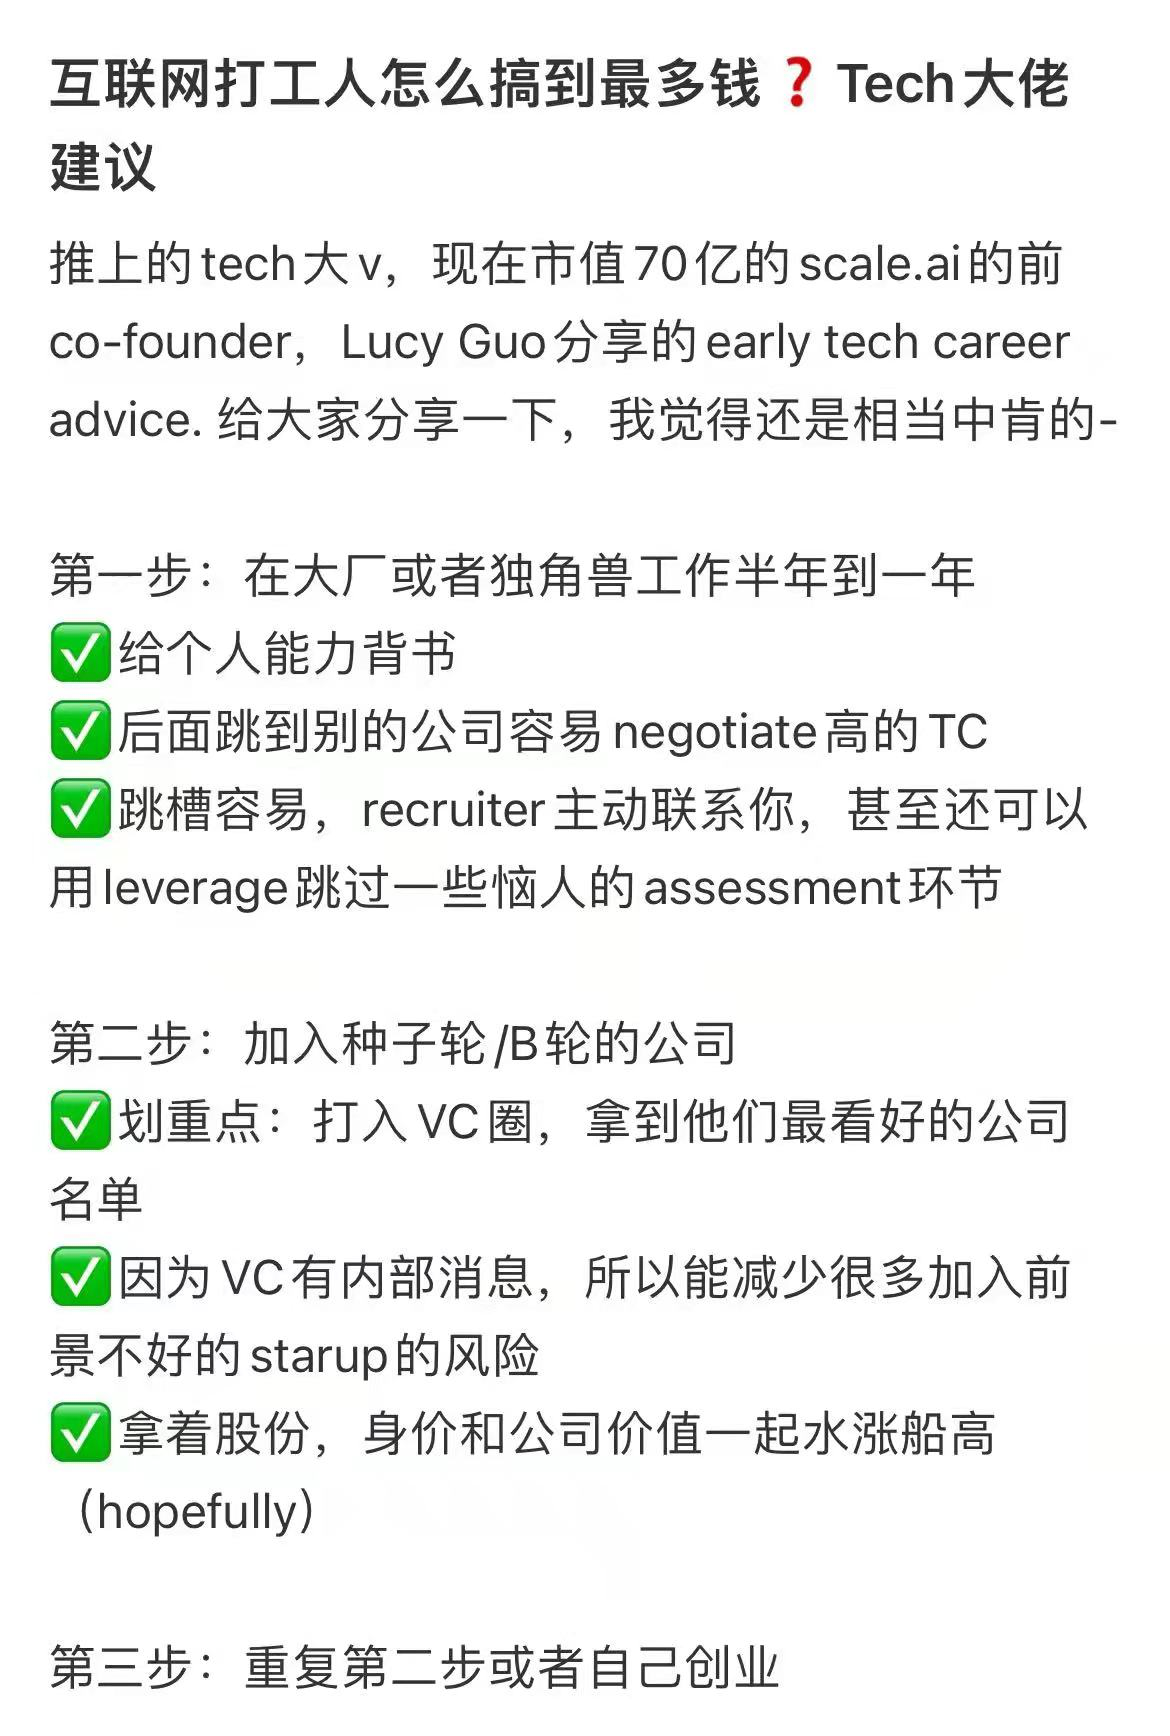 互联网打工人怎么搞到最多钱❓Tech大佬
建议
推上的tech大v，现在市值70亿的scale.ai的前
co-founder，Lucy Guo分享的early tech career
advice. 给大家分享一下，我觉得还是相当中肯的-
第一步：在大厂或者独角兽工作半年到一年
✅给个人能力背书
✅后面跳到别的公司容易negotiate高的TC
✅跳槽容易，recruiter主动联系你，甚至还可以
用leverage跳过一些恼人的assessment环节
第二步：加入种子轮/B轮的公司
✅划重点：打入VC圈，拿到他们最看好的公司
名单
✅因为VC有内部消息，所以能减少很多加入前
景不好的starup的风险
✅拿着股份，身价和公司价值一起水涨船高
（hopefully）
第三步：重复第二步或者自己创业